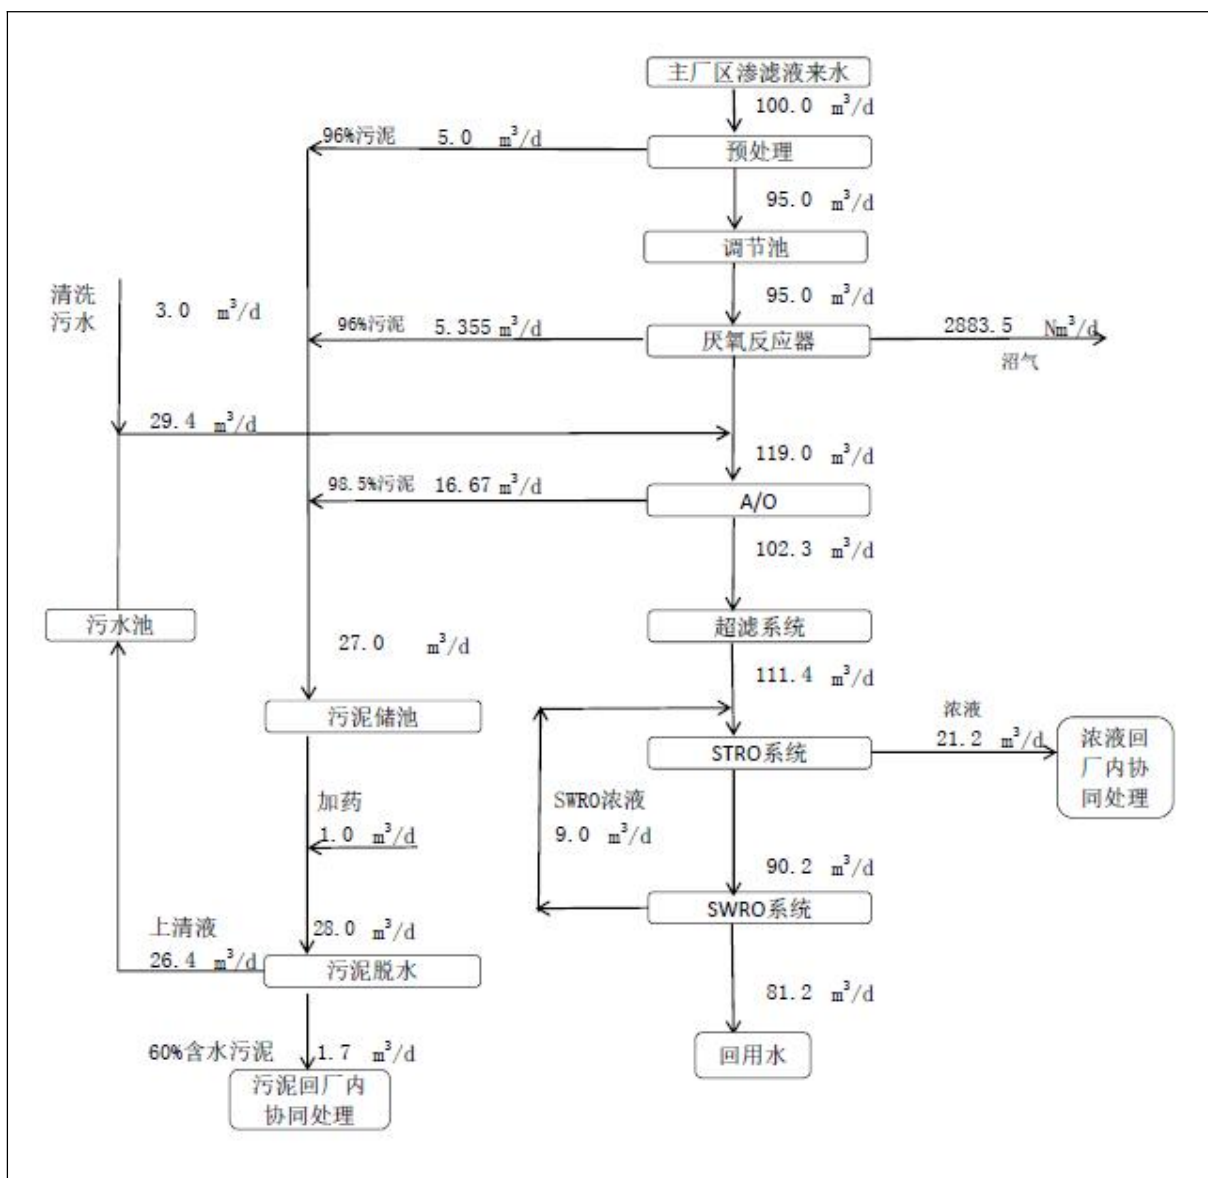 主厂区渗滤液来水
100.0 m³/d
96%污泥 5.0 m³/d
预处理
95.0 m³/d
调节池
清洗
污水
3.0 m³/d
95.0 m³/d
96%污泥 5.355 m³/d
厌氧反应器
2883.5 Nm³/d
沼气
29.4 m³/d
119.0 m³/d
98.5%污泥 16.67 m³/d
A/O
102.3 m³/d
污水池
超滤系统
27.0 m³/d
111.4 m³/d
污泥储池
浓液
21.2 m³/d
STRO系统
浓液回
厂内协
同处理
加药
1.0 m³/d
SWRO浓液
9.0 m³/d
90.2 m³/d
SWRO系统
上清液
26.4 m³/d
28.0 m³/d
污泥脱水
81.2 m³/d
60%含水污泥 1.7 m³/d
回用水
污泥回厂内
协同处理